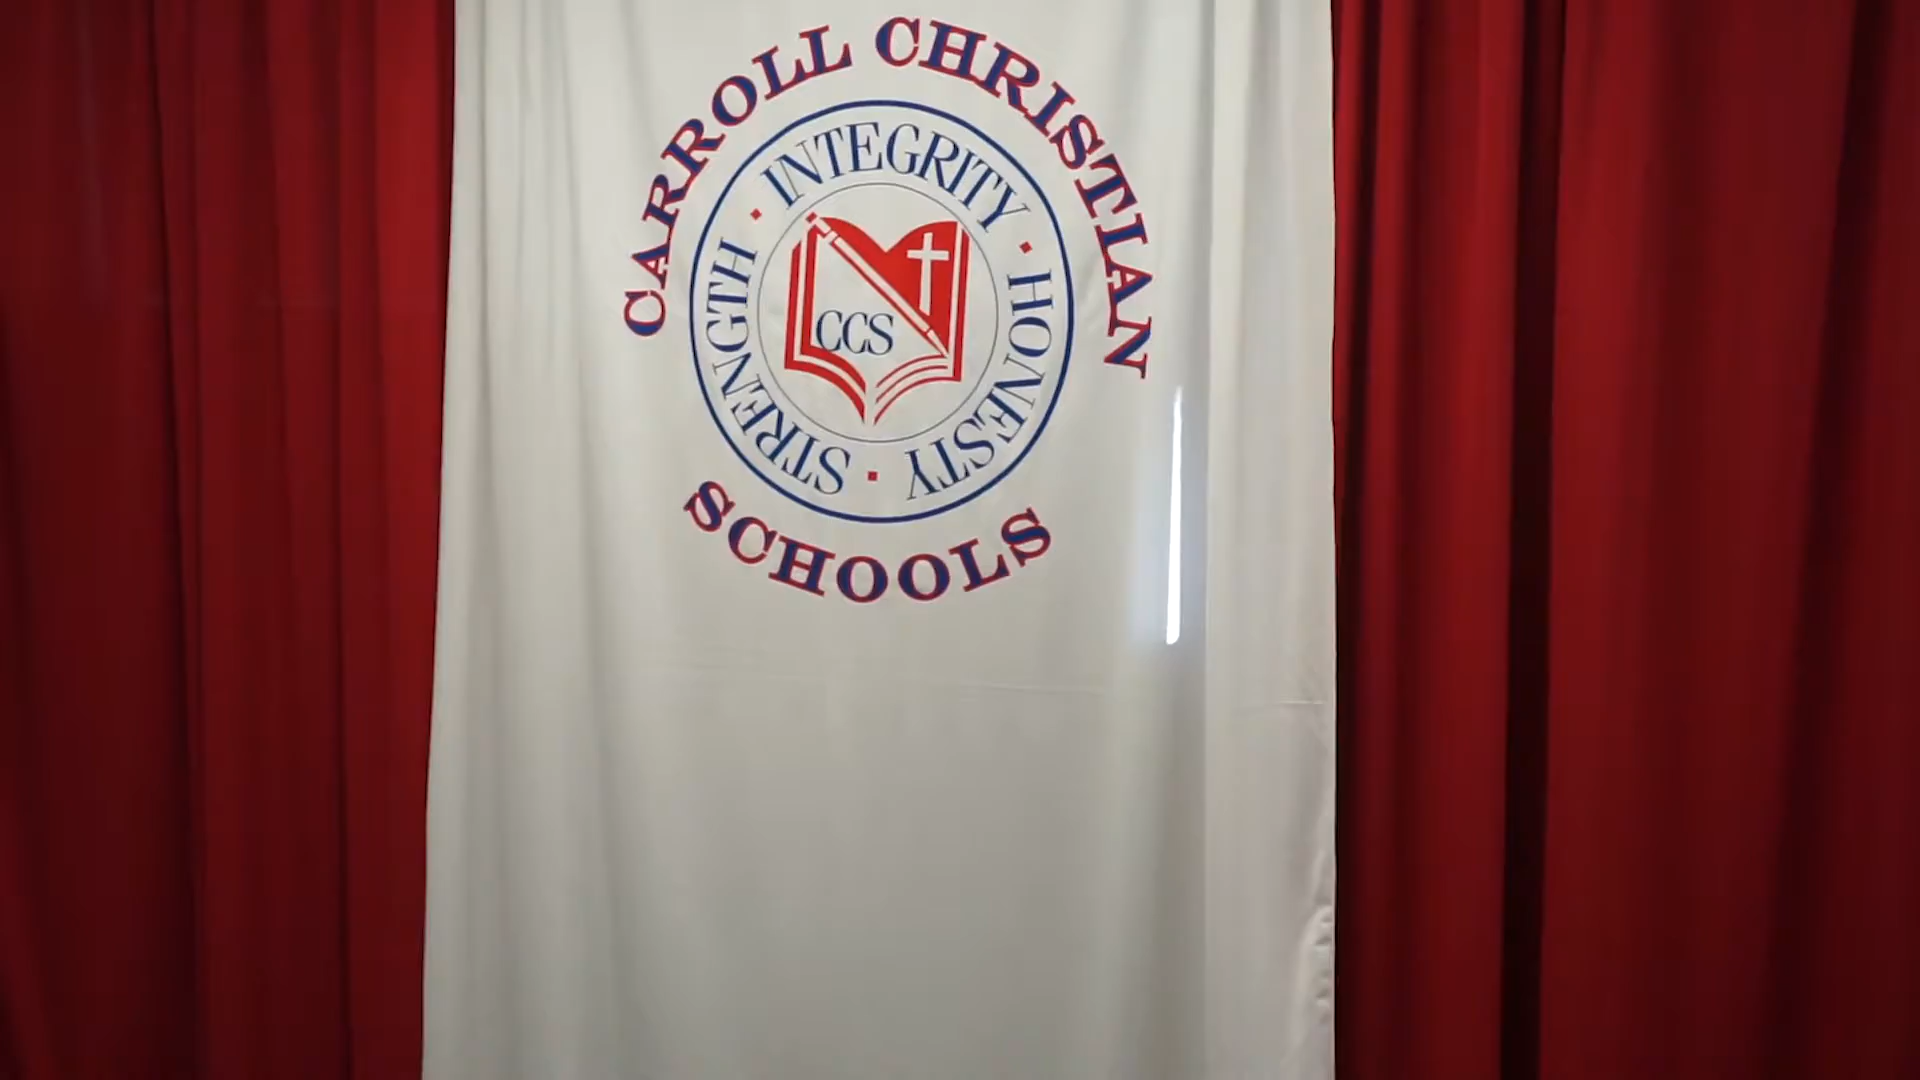 CARROLL CHRISTIAN
STRENGTH · INTEGRITY · HONESTY ·
CCS
SCHOOLS